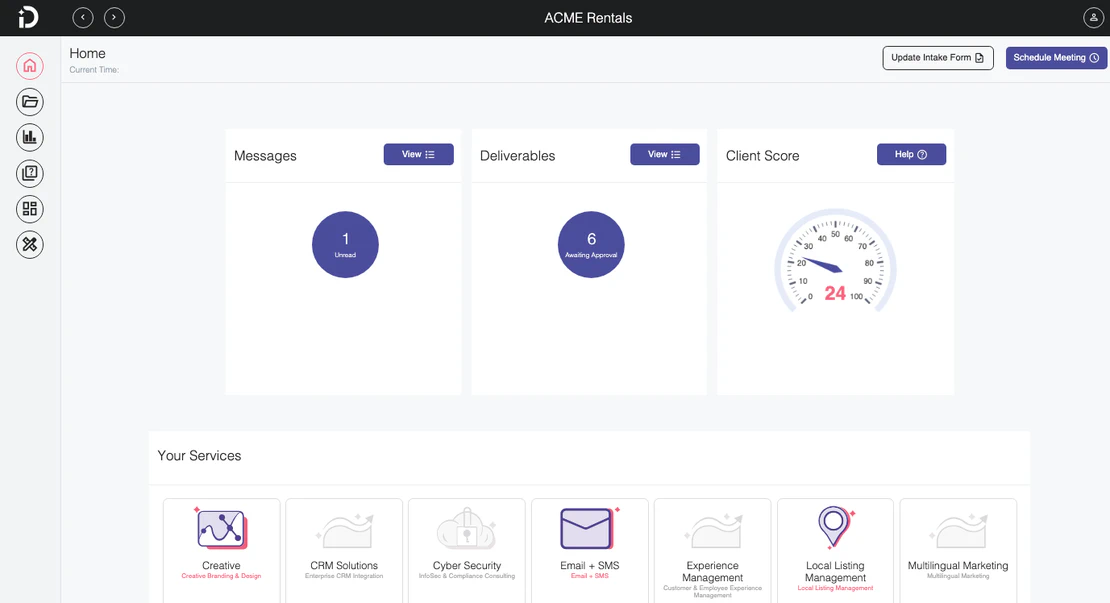 ACME Rentals
Home
Current Time:
Update Intake Form
Schedule Meeting
Messages
View
Deliverables
View
Client Score
Help
1
Unread
6
Awaiting Approval
0
10
20
30
40
50
60
70
80
90
100
24
Your Services
Creative
Creative Branding & Design
CRM Solutions
Enterprise CRM Integration
Cyber Security
InfoSec & Compliance Consulting
Email + SMS
Email + SMS
Experience
Management
Customer & Employee Experience
Management
Local Listing
Management
Local Listing Management
Multilingual Marketing
Multilingual Marketing